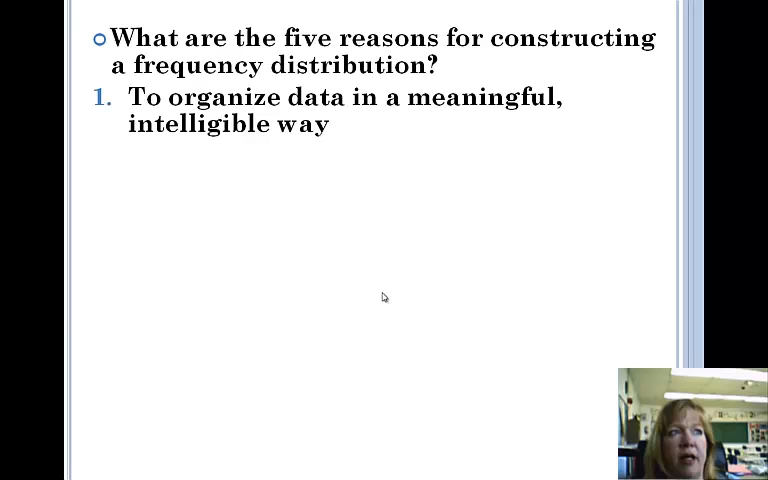 What are the five reasons for constructing
a frequency distribution?
1. To organize data in a meaningful,
intelligible way